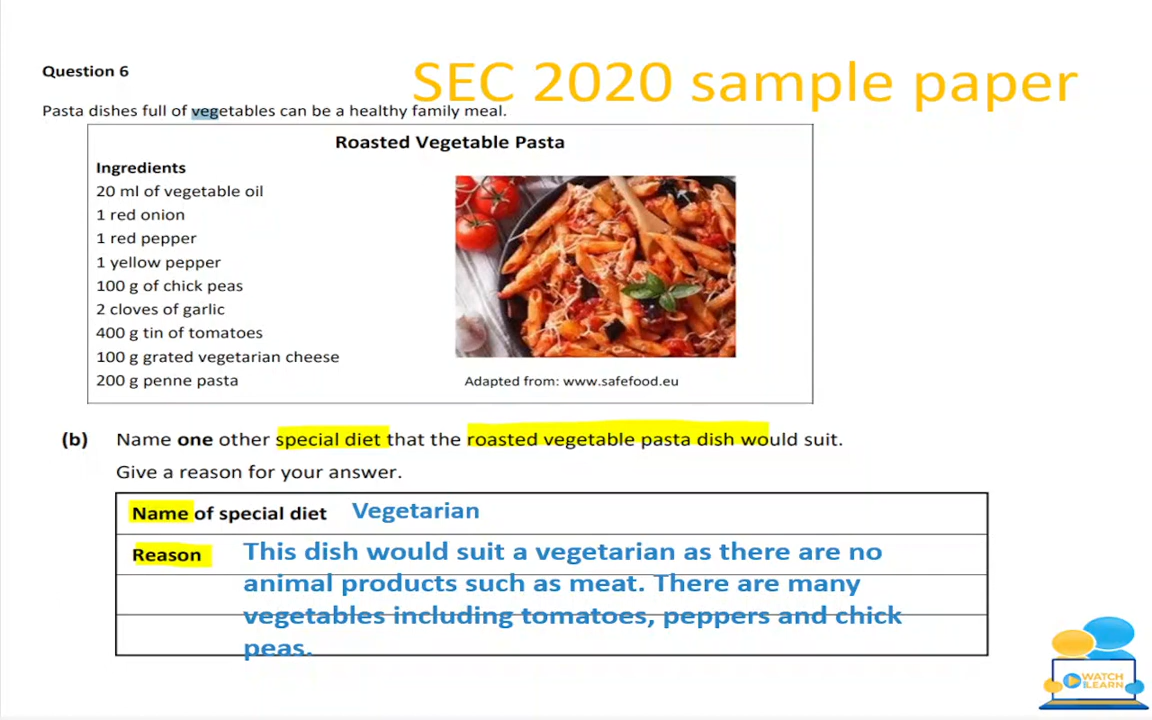 SEC 2020 sample paper
Question 6
Pasta dishes full of vegetables can be a healthy family meal.
Roasted Vegetable Pasta
Ingredients
20 ml of vegetable oil
1 red onion
1 red pepper
1 yellow pepper
100 g of chick peas
2 cloves of garlic
400 g tin of tomatoes
100 g grated vegetarian cheese
200 g penne pasta
Adapted from: www.safefood.eu
(b) Name one other special diet that the roasted vegetable pasta dish would suit.
Give a reason for your answer.
Name of special diet Vegetarian
Reason This dish would suit a vegetarian as there are no
animal products such as meat. There are many
vegetables including tomatoes, peppers and chick
peas.
WATCH
and LEARN